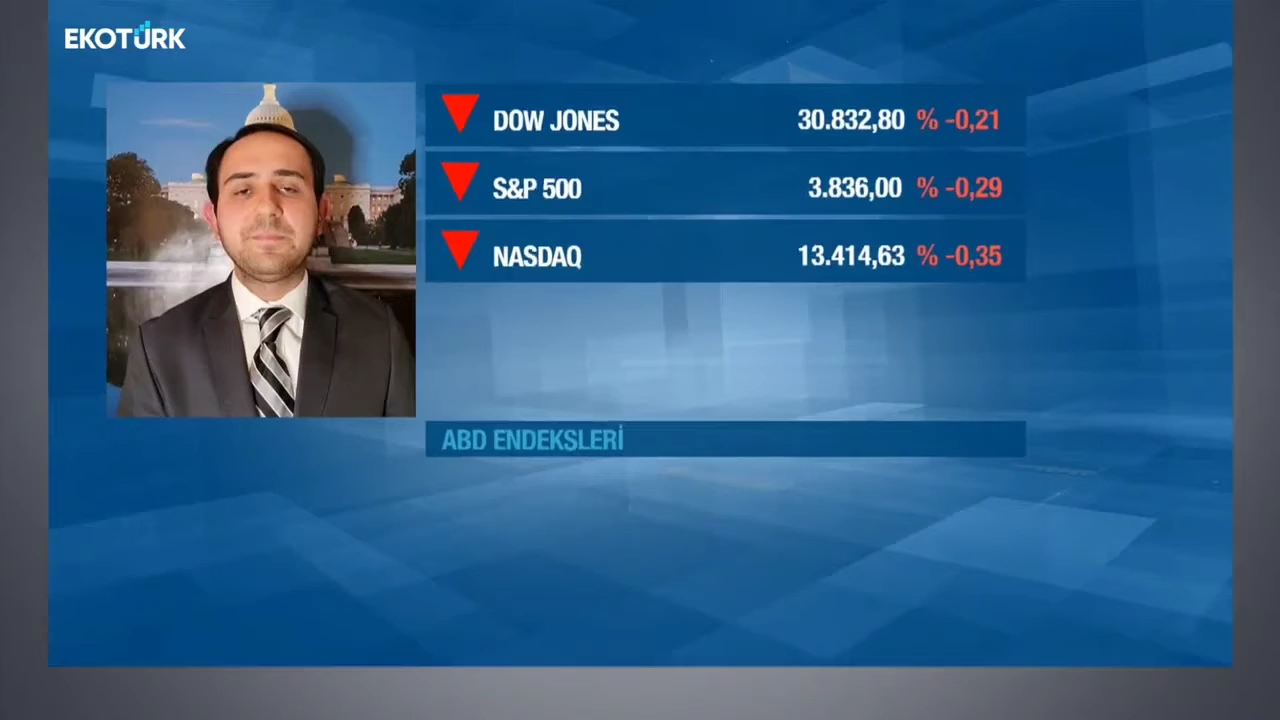 EKOTÜRK
DOW JONES 30.832,80 % -0,21
S&P 500 3.836,00 % -0,29
NASDAQ 13.414,63 % -0,35
ABD ENDEKSLERİ